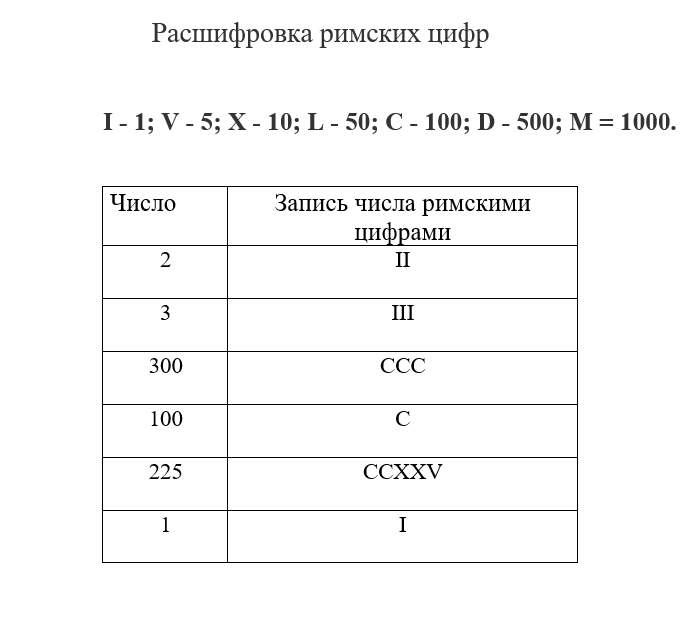 Расшифровка римских цифр
I - 1; V - 5; X - 10; L - 50; C - 100; D - 500; M = 1000.
Число Запись числа римскими
цифрами
2 II
3 III
300 CCC
100 C
225 CCXXV
1 I